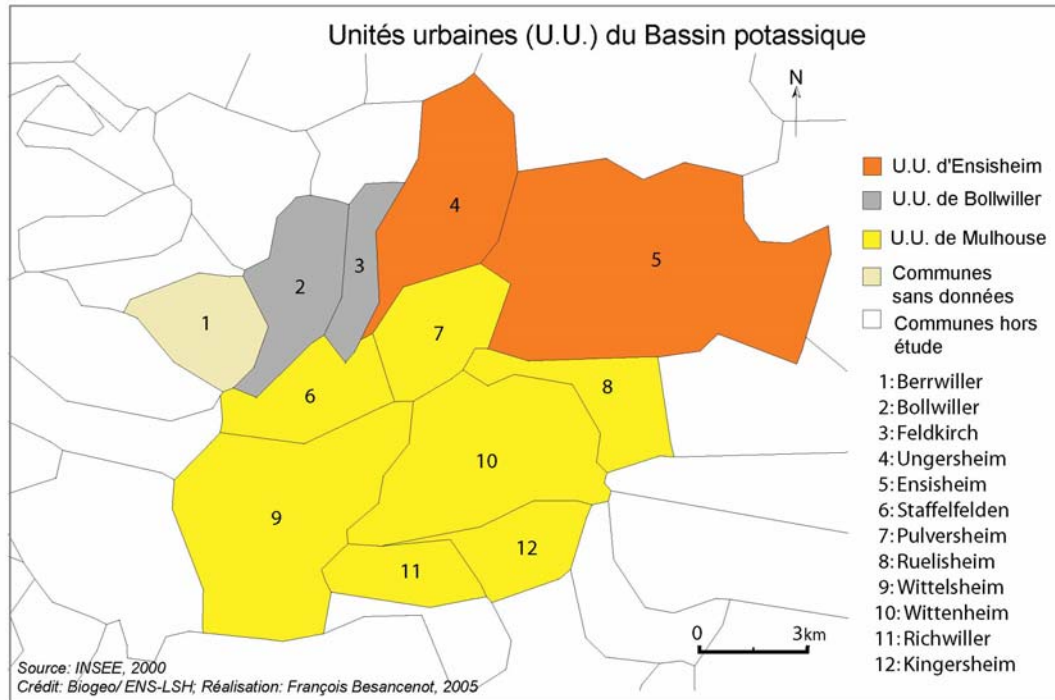 Unités urbaines (U.U.) du Bassin potassique
N
U.U. d'Ensisheim
U.U. de Bollwiller
U.U. de Mulhouse
Communes
sans données
Communes hors
étude
1: Berrwiller
2: Bollwiller
3: Feldkirch
4: Ungersheim
5: Ensisheim
6: Staffelfelden
7: Pulversheim
8: Ruelisheim
9: Wittelsheim
10: Wittenheim
11: Richwiller
12: Kingersheim
4
5
3
2
1
7
6
8
10
9
12
11
0 3km
Source: INSEE, 2000
Crédit: Biogeo/ ENS-LSH; Réalisation: François Besancenot, 2005